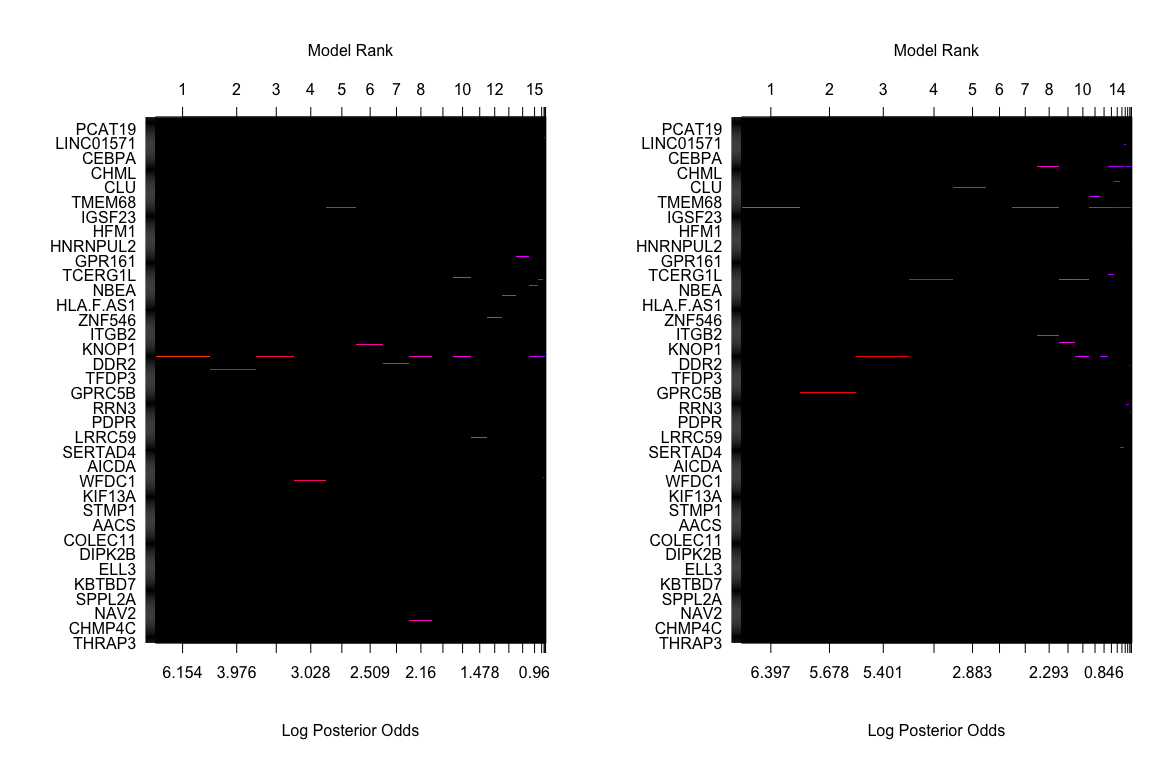 Model Rank
1 2 3 4 5 6 7 8 10 12 15
PCAT19
LINC01571
CEBPA
CHML
CLU
TMEM68
IGSF23
HFM1
HNRNPUL2
GPR161
TCERG1L
NBEA
HLA.F.AS1
ZNF546
ITGB2
KNOP1
DDR2
TFDP3
GPRC5B
RRN3
PDPR
LRRC59
SERTAD4
AICDA
WFDC1
KIF13A
STMP1
AACS
COLEC11
DIPK2B
ELL3
KBTBD7
SPPL2A
NAV2
CHMP4C
THRAP3
6.154 3.976 3.028 2.509 2.16 1.478 0.96
Log Posterior Odds
Model Rank
1 2 3 4 5 6 7 8 10 14
PCAT19
LINC01571
CEBPA
CHML
CLU
TMEM68
IGSF23
HFM1
HNRNPUL2
GPR161
TCERG1L
NBEA
HLA.F.AS1
ZNF546
ITGB2
KNOP1
DDR2
TFDP3
GPRC5B
RRN3
PDPR
LRRC59
SERTAD4
AICDA
WFDC1
KIF13A
STMP1
AACS
COLEC11
DIPK2B
ELL3
KBTBD7
SPPL2A
NAV2
CHMP4C
THRAP3
6.397 5.678 5.401 2.883 2.293 0.846
Log Posterior Odds